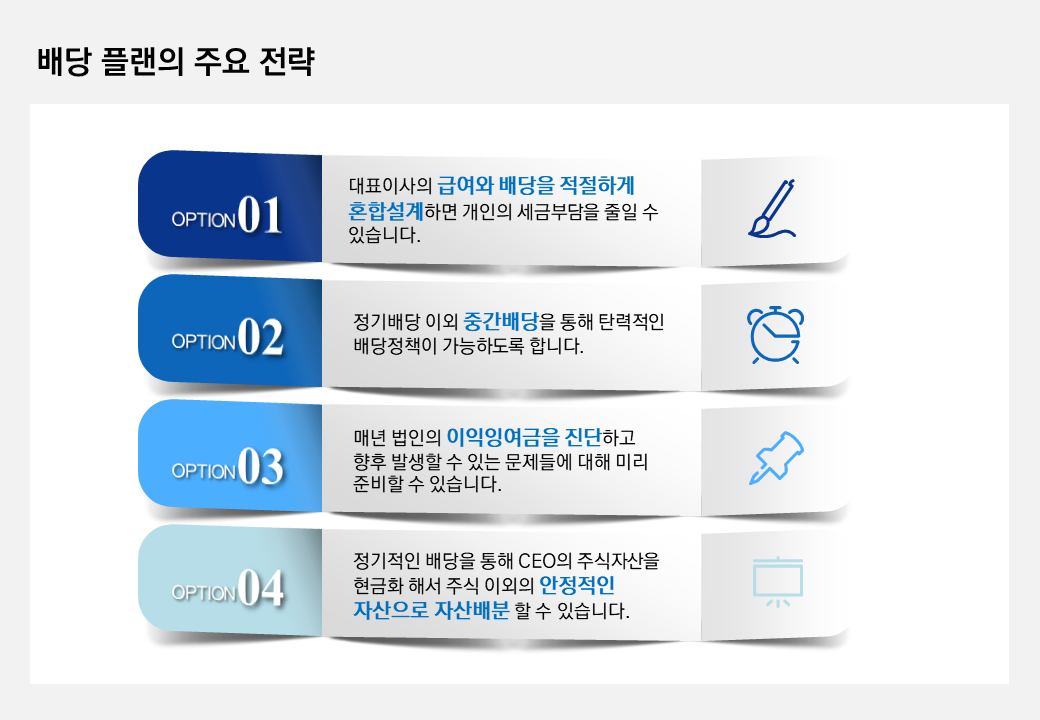 배당 플랜의 주요 전략
OPTION 01
대표이사의 급여와 배당을 적절하게
혼합설계하면 개인의 세금부담을 줄일 수
있습니다.
OPTION 02
정기배당 이외 중간배당을 통해 탄력적인
배당정책이 가능하도록 합니다.
OPTION 03
매년 법인의 이익잉여금을 진단하고
향후 발생할 수 있는 문제들에 대해 미리
준비할 수 있습니다.
OPTION 04
정기적인 배당을 통해 CEO의 주식자산을
현금화 해서 주식 이외의 안정적인
자산으로 자산배분 할 수 있습니다.